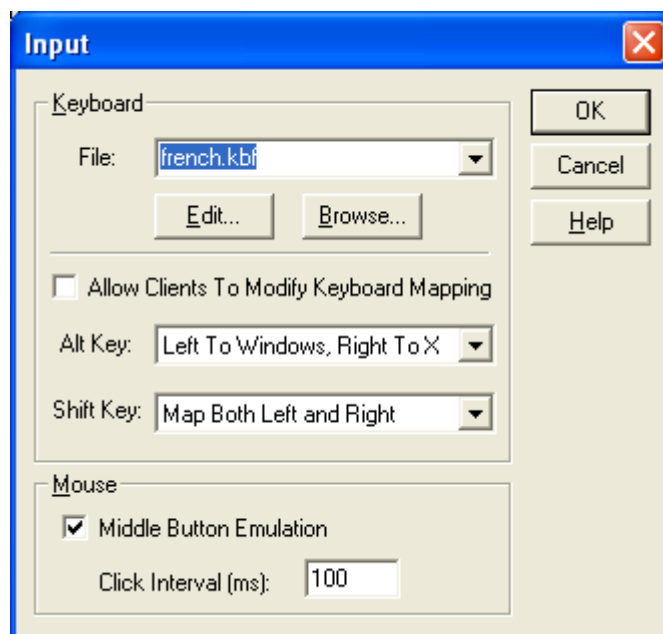 Input
Keyboard
OK
File: french.kbf
Cancel
Edit... Browse...
Help
Allow Clients To Modify Keyboard Mapping
Alt Key: Left To Windows, Right To X
Shift Key: Map Both Left and Right
Mouse
Middle Button Emulation
Click Interval (ms): 100